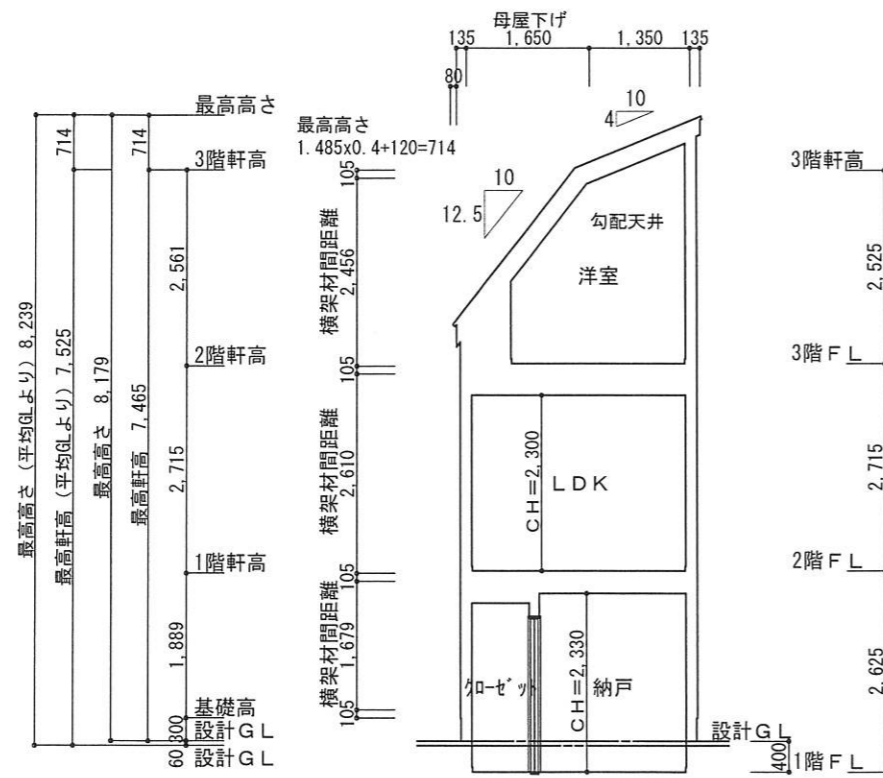 母屋下げ
135 1,650 1,350 135
80
最高高さ
最高高さ
1.485x0.4+120=714
10
4
10
12.5
714
714
3階軒高
105
3階軒高
勾配天井
洋室
2,561
横架材間距離
2,456
2,525
2階軒高
105
3階FL
最高高さ(平均GLより) 8,239
最高軒高(平均GLより) 7,525
最高高さ 8,179
最高軒高 7,465
2,715
横架材間距離
2,610
CH=2,300
LDK
2,715
1階軒高
105
2階FL
1,889
横架材間距離
1,679
クローゼット
CH=2,330
納戸
2,625
基礎高
105
300
設計GL
設計GL
60
設計GL
400
1階FL